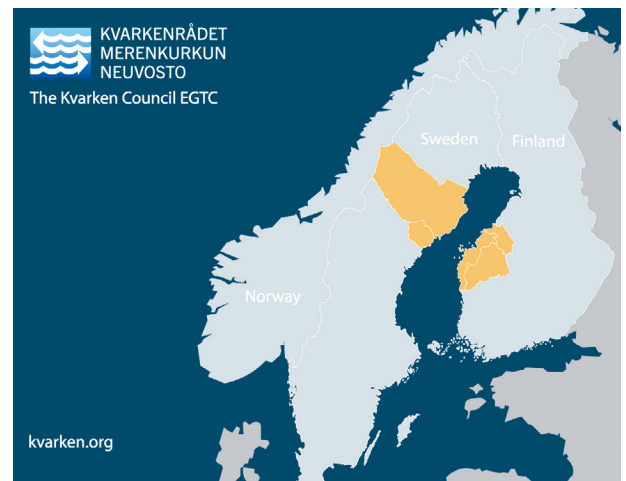 KVARKENRÅDET
MERENKURKUN
NEUVOSTO
The Kvarken Council EGTC
Sweden
Finland
Norway
kvarken.org